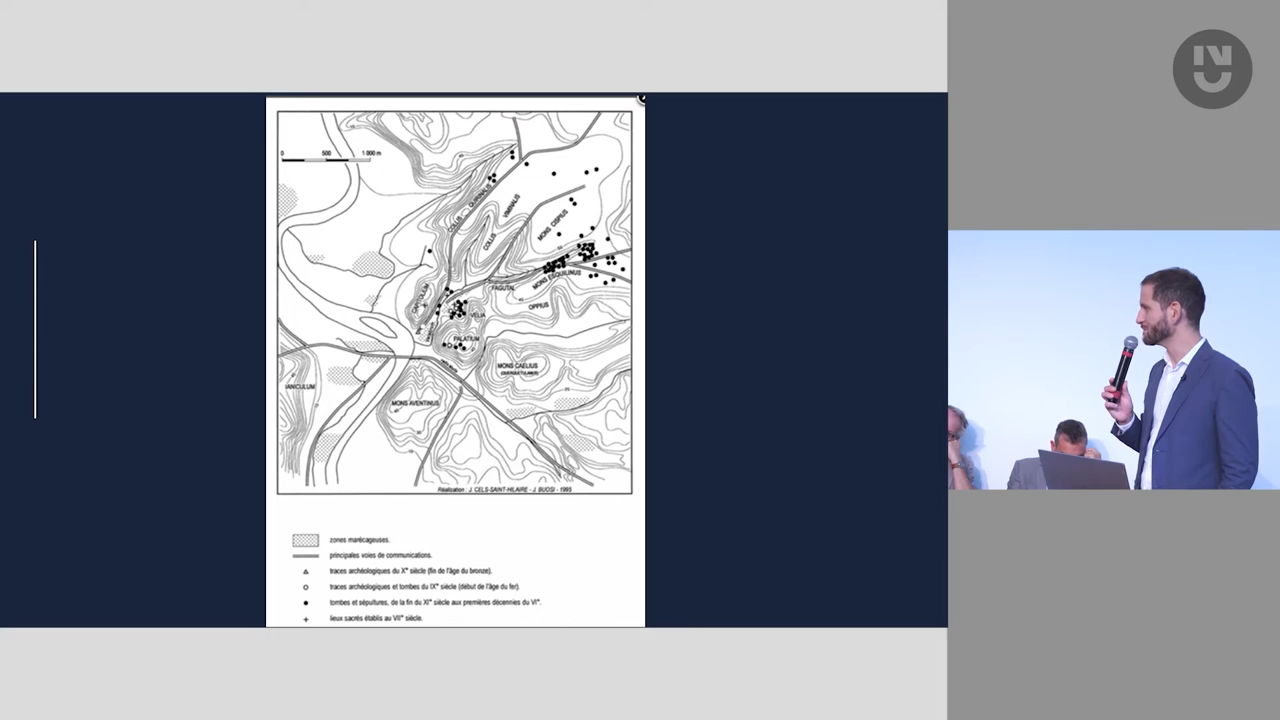 0 500 1 000 m
COLLIS QUIRINALIS
COLLIS VIMINALIS
MONS CISPIUS
MONS ESQUILINUS
FAGUTAL
OPPIUS
CAPITOLIUM
VELIA
PALATIUM
MONS CAELIUS
(QUERQUETULANUS)
IANICULUM
MONS AVENTINUS
Réalisation : J. CELS-SAINT-HILAIRE - J. BUOSI - 1995
zones marécageuses.
principales voies de communications.
traces archéologiques du Xe siècle (fin de l'âge du bronze).
traces archéologiques et tombes du IXe siècle (début de l'âge du fer).
tombes et sépultures, de la fin du XIe siècle aux premières décennies du VIe.
lieux sacrés établis au VIIe siècle.